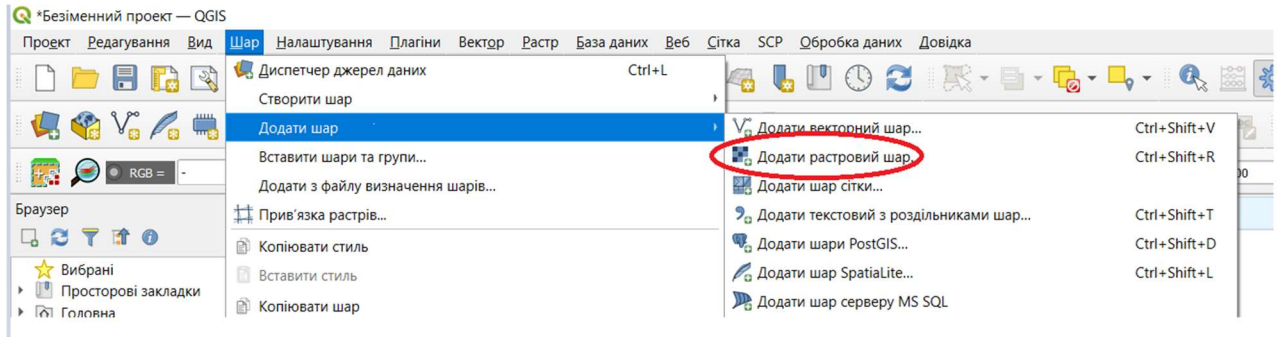 *Безіменний проект — QGIS
Проект Редагування Вид Шар Налаштування Плагіни Вектор Растр База даних Веб Сітка SCP Обробка даних Довідка
Диспетчер джерел даних Ctrl+L
Створити шар
Додати шар
Вставити шари та групи...
Додати з файлу визначення шарів...
Прив'язка растрів...
Копіювати стиль
Вставити стиль
Копіювати шар
Додати векторний шар... Ctrl+Shift+V
Додати растровий шар... Ctrl+Shift+R
Додати шар сітки...
Додати текстовий з роздільниками шар... Ctrl+Shift+T
Додати шари PostGIS... Ctrl+Shift+D
Додати шар SpatiaLite... Ctrl+Shift+L
Додати шар серверу MS SQL
RGB = -
Браузер
Вибрані
Просторові закладки
Головна